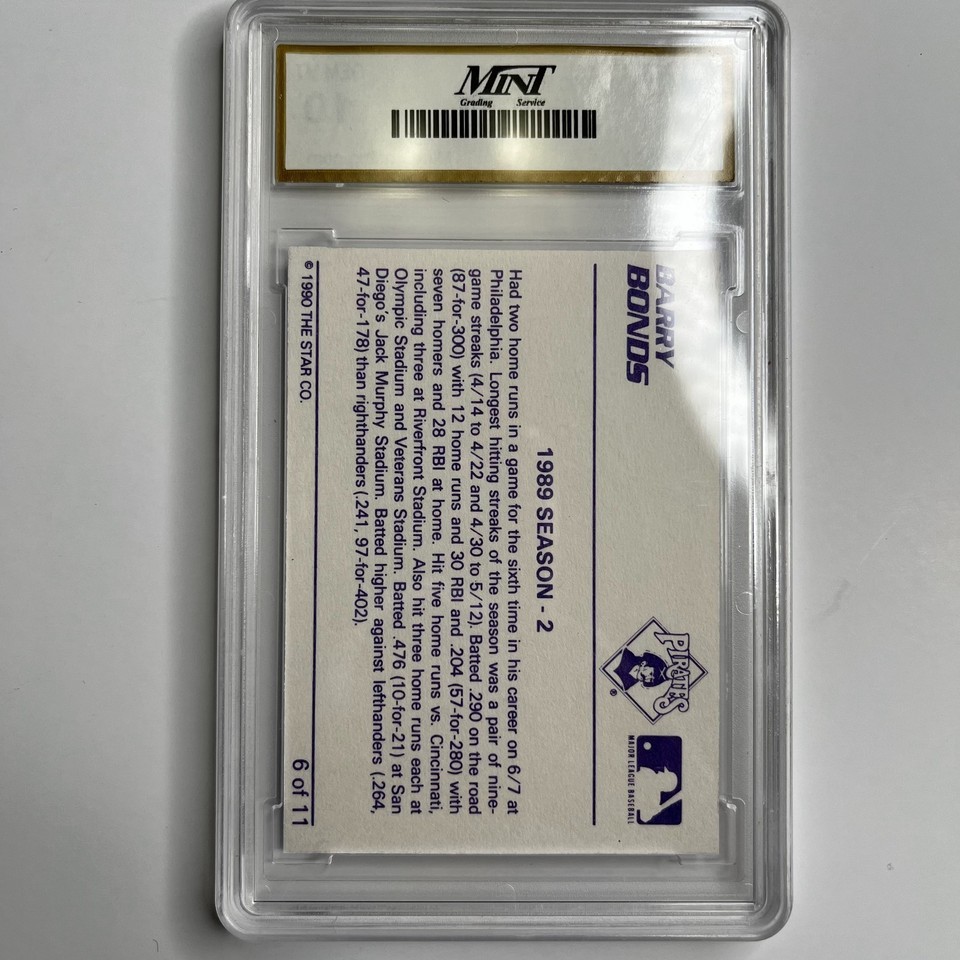 MINT
Grading Service
BARRY
BONDS
PIRATES
®
MAJOR LEAGUE BASEBALL
1989 SEASON - 2
Had two home runs in a game for the sixth time in his career on 6/7 at
Philadelphia. Longest hitting streaks of the season was a pair of nine-
game streaks (4/14 to 4/22 and 4/30 to 5/12). Batted .290 on the road
(87-for-300) with 12 home runs and 30 RBI and .204 (57-for-280) with
seven homers and 28 RBI at home. Hit five home runs vs. Cincinnati,
including three at Riverfront Stadium. Also hit three home runs each at
Olympic Stadium and Veterans Stadium. Batted .476 (10-for-21) at San
Diego's Jack Murphy Stadium. Batted higher against lefthanders (.264,
47-for-178) than righthanders (.241, 97-for-402).
© 1990 THE STAR CO.
6 of 11